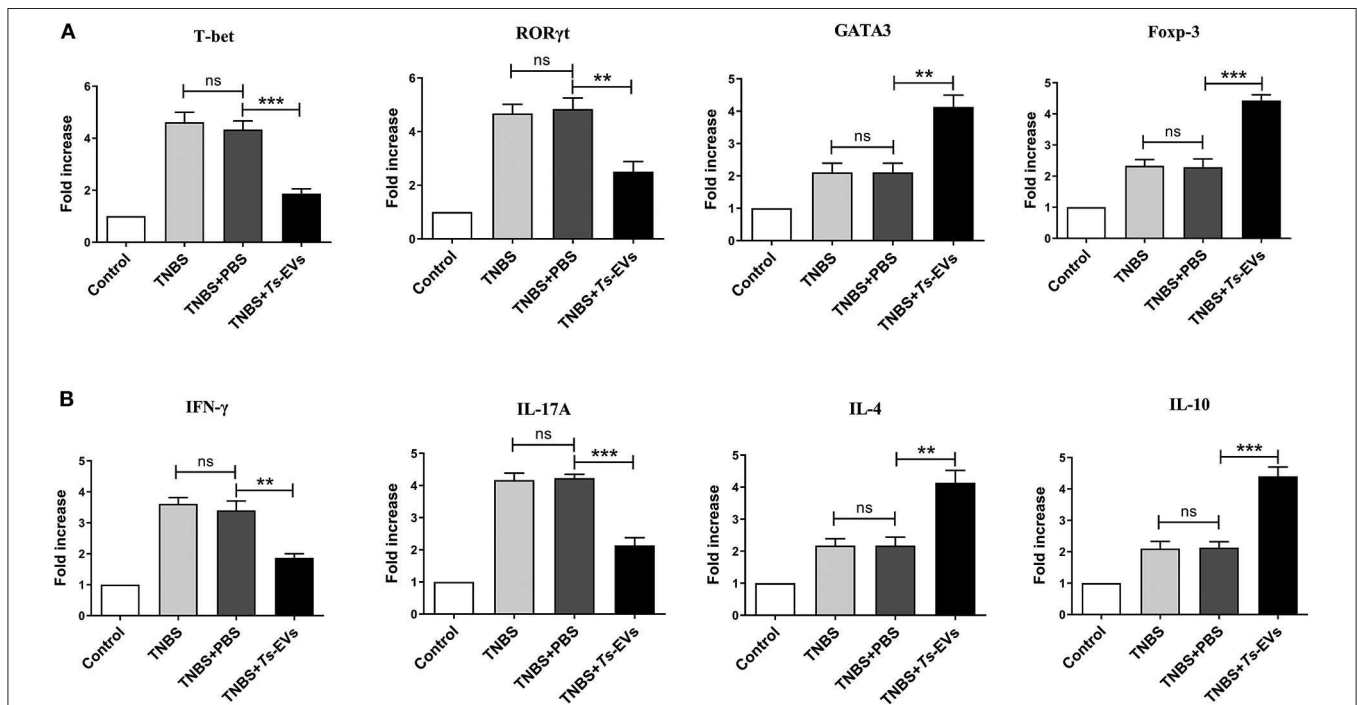 A
T-bet
ns
***
Fold increase
6
4
2
0
Control
TNBS
TNBS+PBS
TNBS+Ts-EVs
RORγt
ns
**
Fold increase
6
4
2
0
Control
TNBS
TNBS+PBS
TNBS+Ts-EVs
GATA3
**
ns
Fold increase
5
4
3
2
1
0
Control
TNBS
TNBS+PBS
TNBS+Ts-EVs
Foxp-3
***
ns
Fold increase
5
4
3
2
1
0
Control
TNBS
TNBS+PBS
TNBS+Ts-EVs
B
IFN-γ
ns
**
Fold increase
5
4
3
2
1
0
Control
TNBS
TNBS+PBS
TNBS+Ts-EVs
IL-17A
ns
***
Fold increase
5
4
3
2
1
0
Control
TNBS
TNBS+PBS
TNBS+Ts-EVs
IL-4
**
ns
Fold increase
5
4
3
2
1
0
Control
TNBS
TNBS+PBS
TNBS+Ts-EVs
IL-10
***
ns
Fold increase
5
4
3
2
1
0
Control
TNBS
TNBS+PBS
TNBS+Ts-EVs